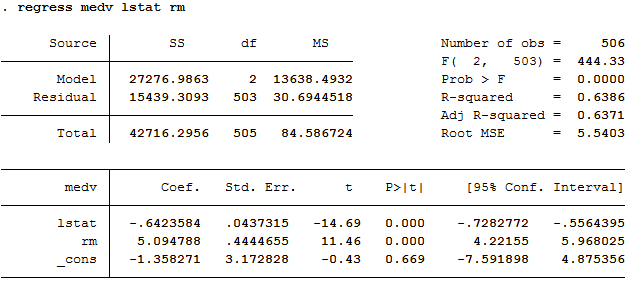 . regress medv lstat rm
Source | SS df MS Number of obs = 506
F( 2, 503) = 444.33
Model | 27276.9863 2 13638.4932 Prob > F = 0.0000
Residual | 15439.3093 503 30.6944518 R-squared = 0.6386
Adj R-squared = 0.6371
Total | 42716.2956 505 84.586724 Root MSE = 5.5403
medv | Coef. Std. Err. t P>|t| [95% Conf. Interval]
lstat | -.6423584 .0437315 -14.69 0.000 -.7282772 -.5564395
rm | 5.094788 .4444655 11.46 0.000 4.22155 5.968025
_cons | -1.358271 3.172828 -0.43 0.669 -7.591898 4.875356